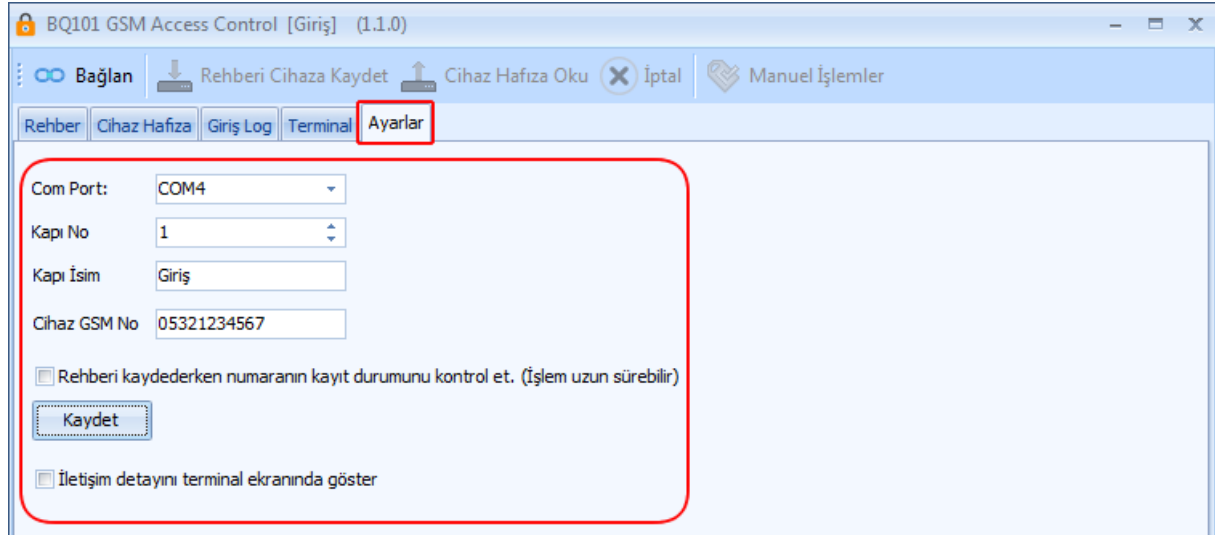 BQ101 GSM Access Control [Giriş] (1.1.0)
Bağlan Rehberi Cihaza Kaydet Cihaz Hafıza Oku İptal Manuel İşlemler
Rehber Cihaz Hafıza Giriş Log Terminal Ayarlar
Com Port: COM4
Kapı No 1
Kapı İsim Giriş
Cihaz GSM No 05321234567
Rehberi kaydederken numaranın kayıt durumunu kontrol et. (İşlem uzun sürebilir)
Kaydet
İletişim detayını terminal ekranında göster